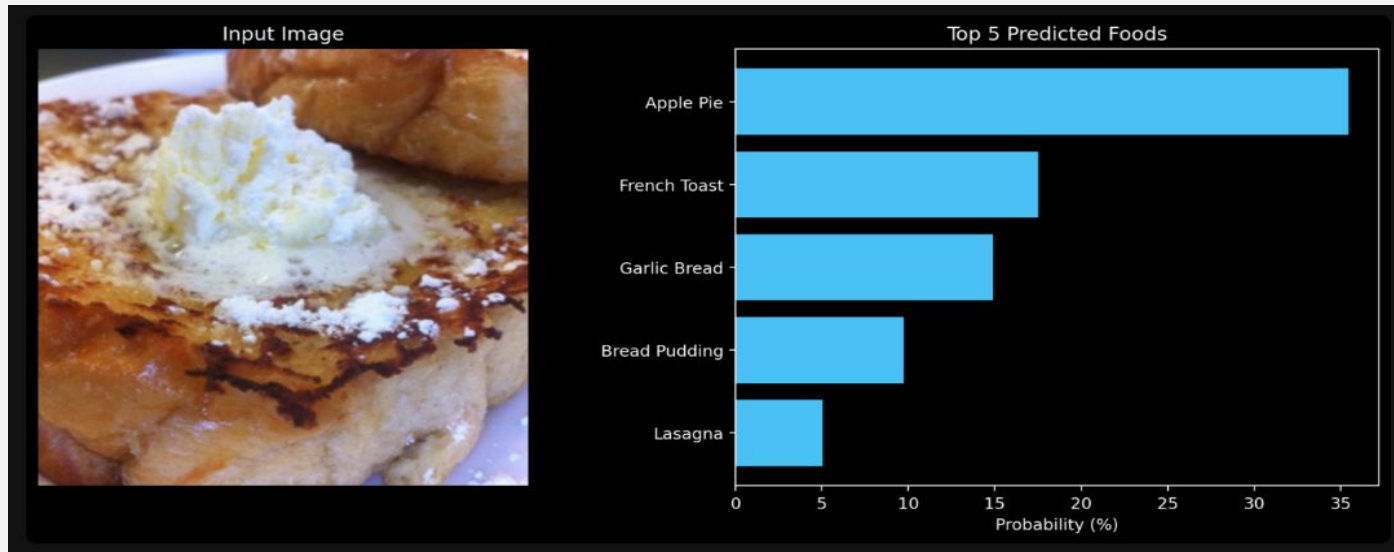 Input Image
Top 5 Predicted Foods
Apple Pie
French Toast
Garlic Bread
Bread Pudding
Lasagna
0 5 10 15 20 25 30 35
Probability (%)